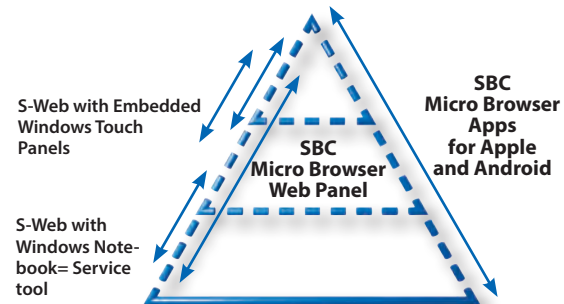 S-Web with Embedded
Windows Touch
Panels
S-Web with
Windows Note-
book= Service
tool
SBC
Micro Browser
Web Panel
SBC
Micro Browser
Apps
for Apple
and Android